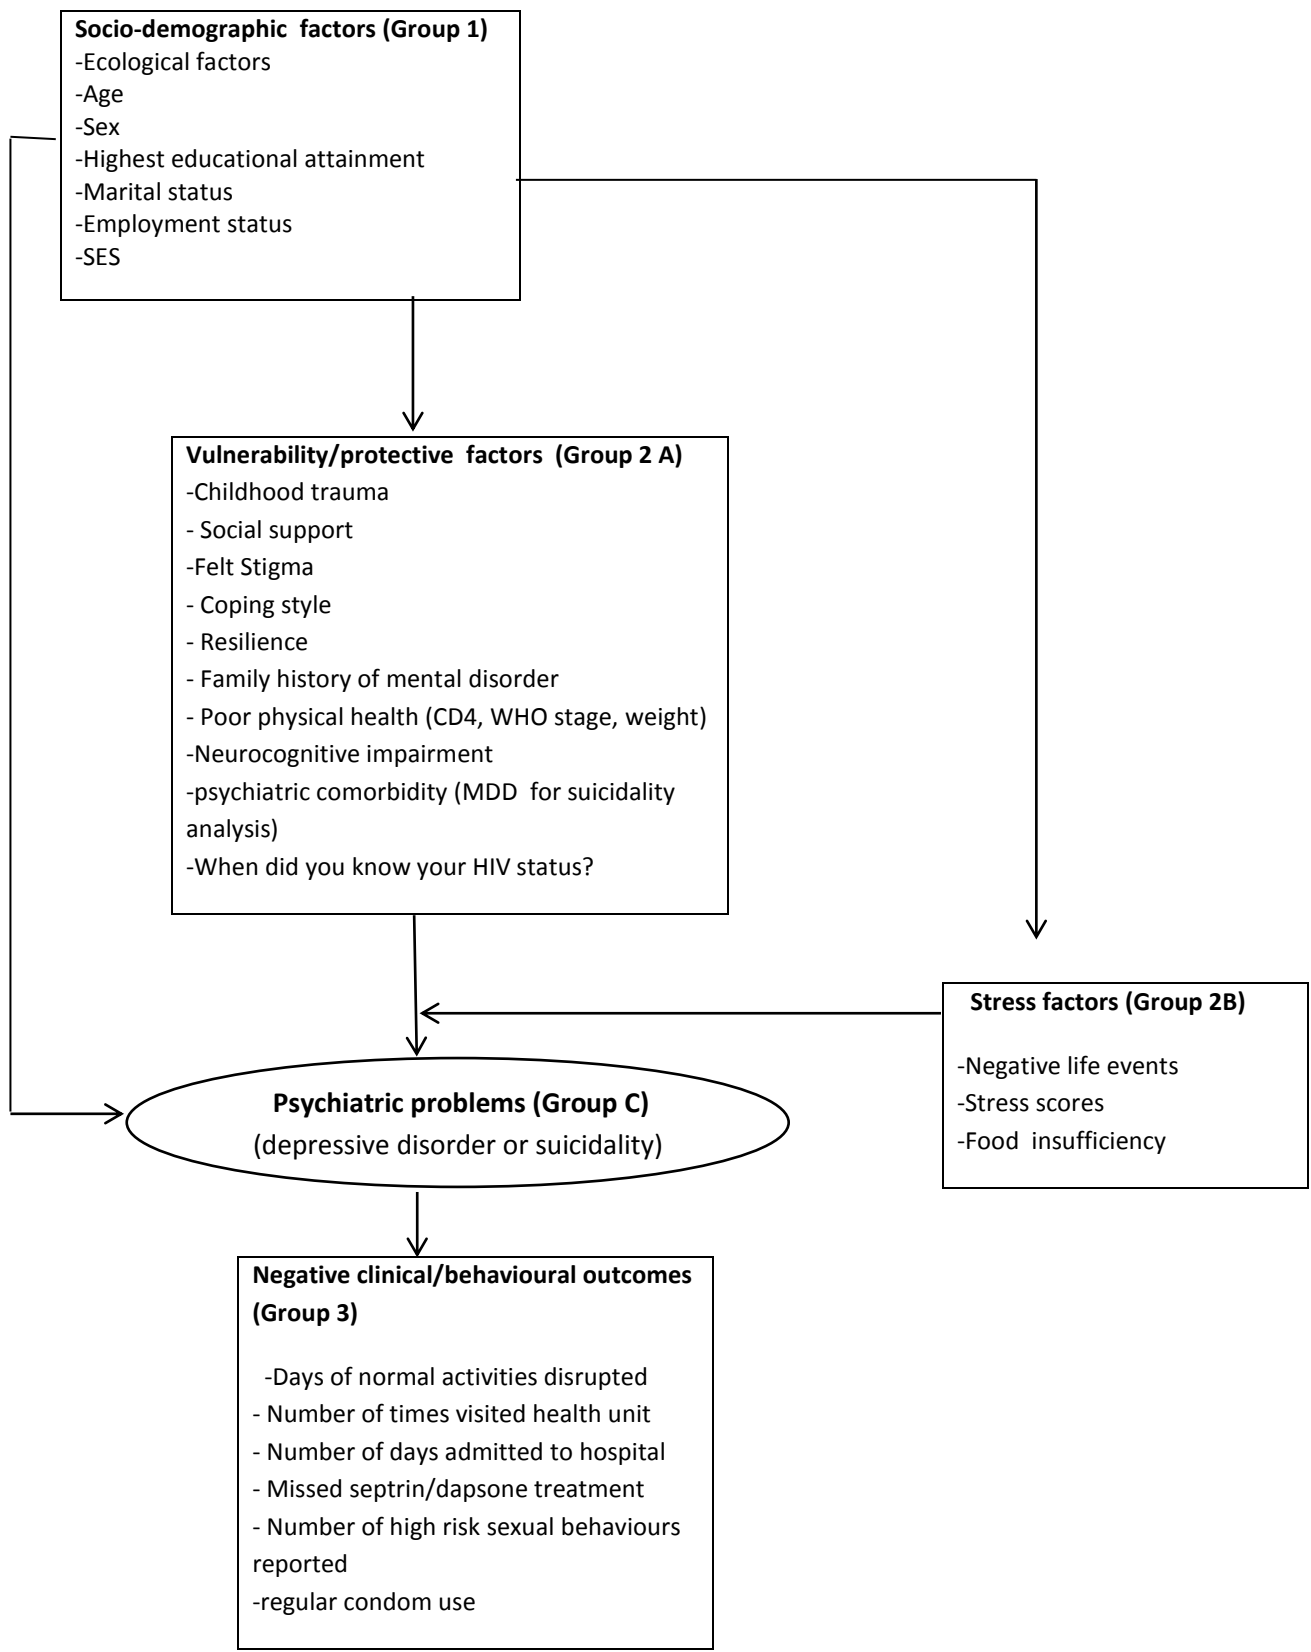 Socio-demographic factors (Group 1)
-Ecological factors
-Age
-Sex
-Highest educational attainment
-Marital status
-Employment status
-SES
Vulnerability/protective factors (Group 2 A)
-Childhood trauma
- Social support
-Felt Stigma
- Coping style
- Resilience
- Family history of mental disorder
- Poor physical health (CD4, WHO stage, weight)
-Neurocognitive impairment
-psychiatric comorbidity (MDD for suicidality
analysis)
-When did you know your HIV status?
Stress factors (Group 2B)
-Negative life events
-Stress scores
-Food insufficiency
Psychiatric problems (Group C)
(depressive disorder or suicidality)
Negative clinical/behavioural outcomes
(Group 3)
-Days of normal activities disrupted
- Number of times visited health unit
- Number of days admitted to hospital
- Missed septrin/dapsone treatment
- Number of high risk sexual behaviours
reported
-regular condom use